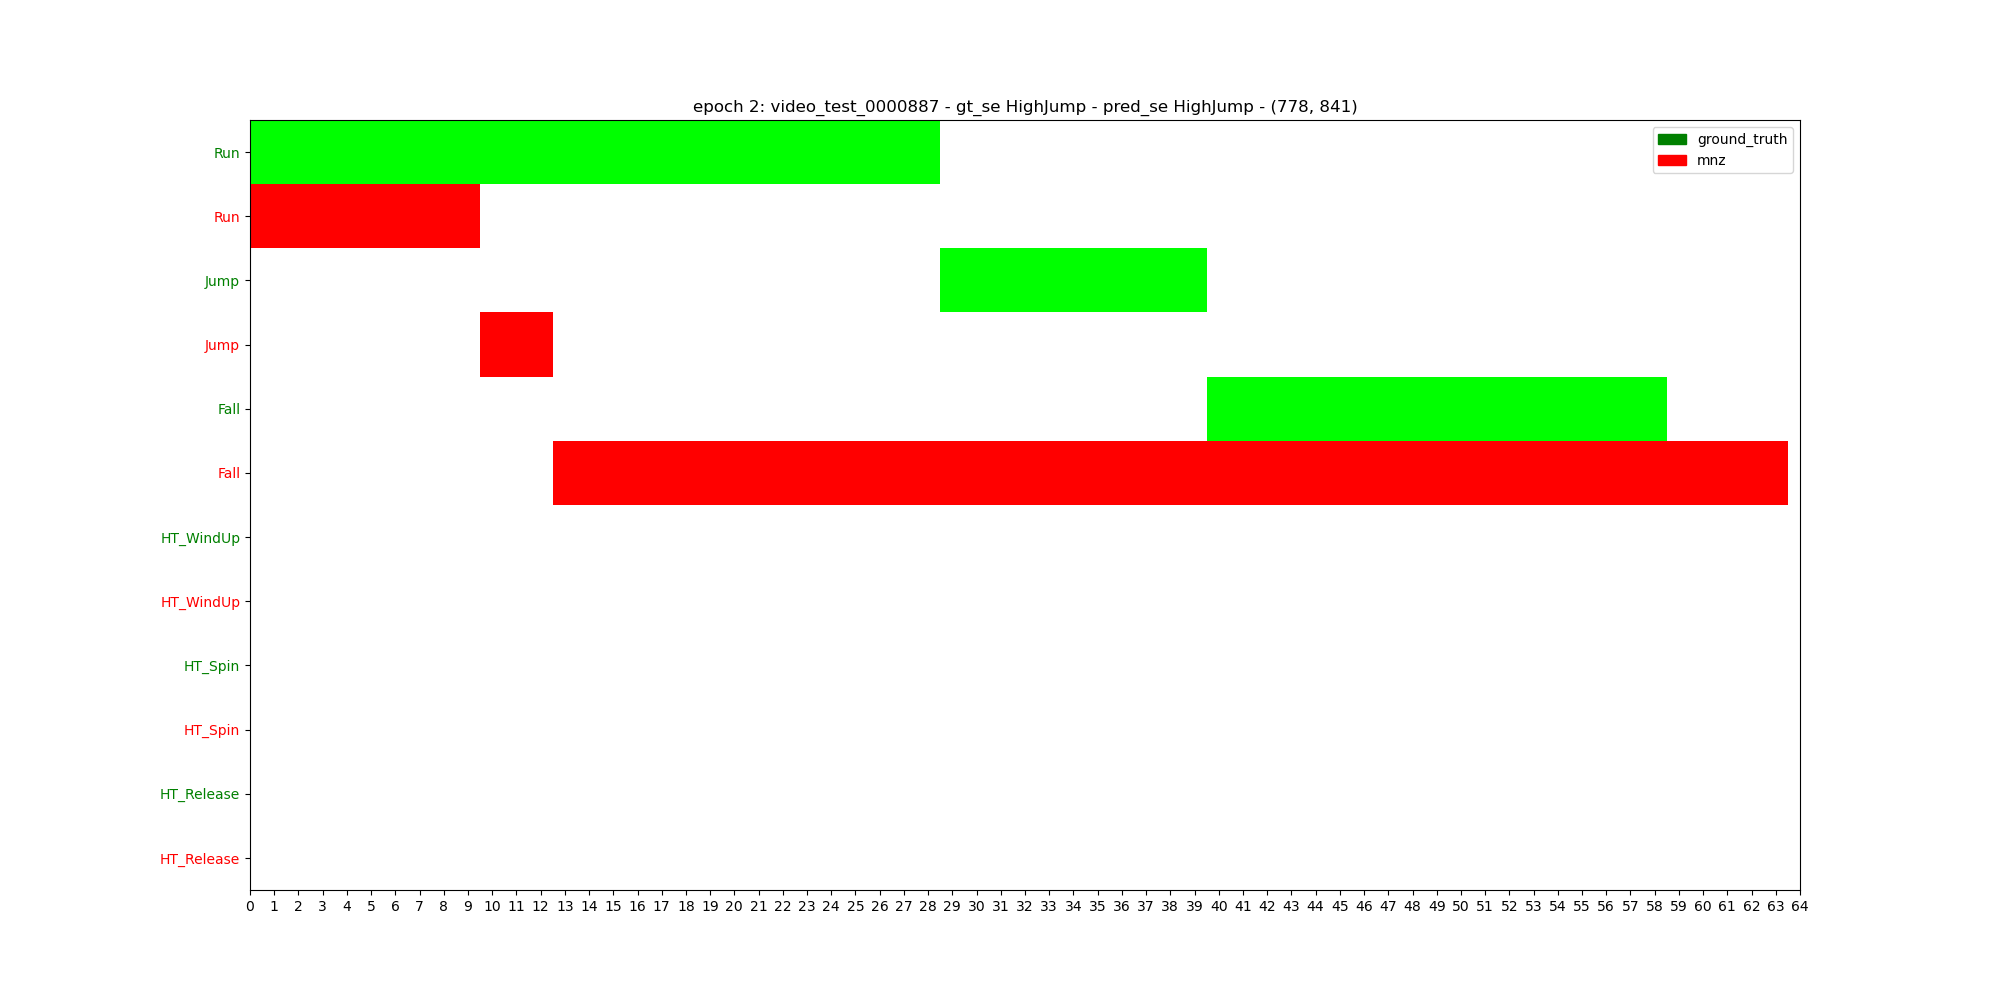 epoch 2: video_test_0000887 - gt_se HighJump - pred_se HighJump - (778, 841)
ground_truth
mnz
Run
Run
Jump
Jump
Fall
Fall
HT_WindUp
HT_WindUp
HT_Spin
HT_Spin
HT_Release
HT_Release
0 1 2 3 4 5 6 7 8 9 10 11 12 13 14 15 16 17 18 19 20 21 22 23 24 25 26 27 28 29 30 31 32 33 34 35 36 37 38 39 40 41 42 43 44 45 46 47 48 49 50 51 52 53 54 55 56 57 58 59 60 61 62 63 64